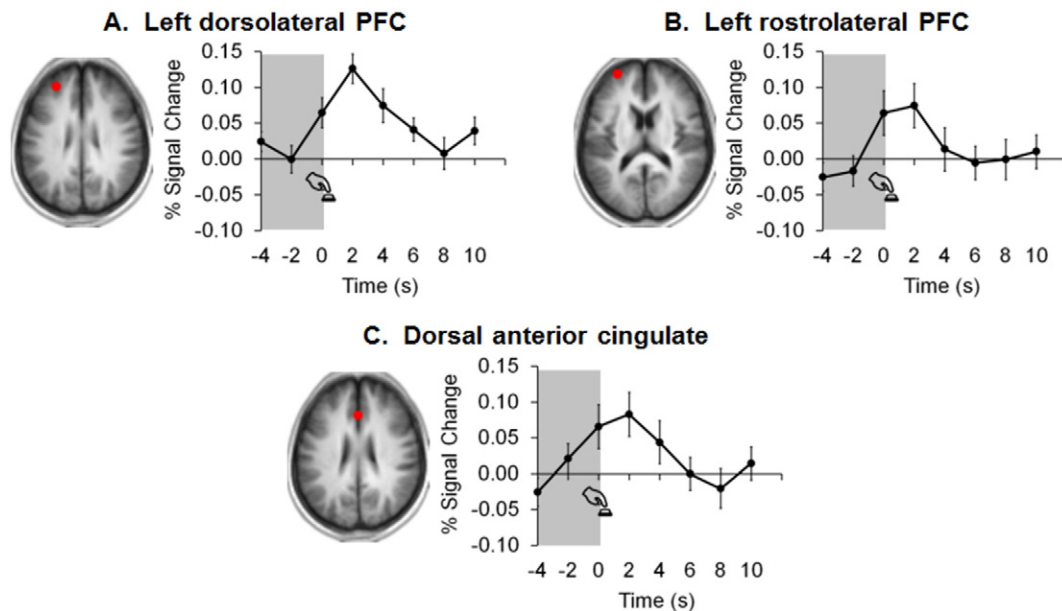 A. Left dorsolateral PFC
% Signal Change
0.15
0.10
0.05
0.00
-0.05
-0.10
-4 -2 0 2 4 6 8 10
Time (s)
B. Left rostrolateral PFC
% Signal Change
0.15
0.10
0.05
0.00
-0.05
-0.10
-4 -2 0 2 4 6 8 10
Time (s)
C. Dorsal anterior cingulate
% Signal Change
0.15
0.10
0.05
0.00
-0.05
-0.10
-4 -2 0 2 4 6 8 10
Time (s)